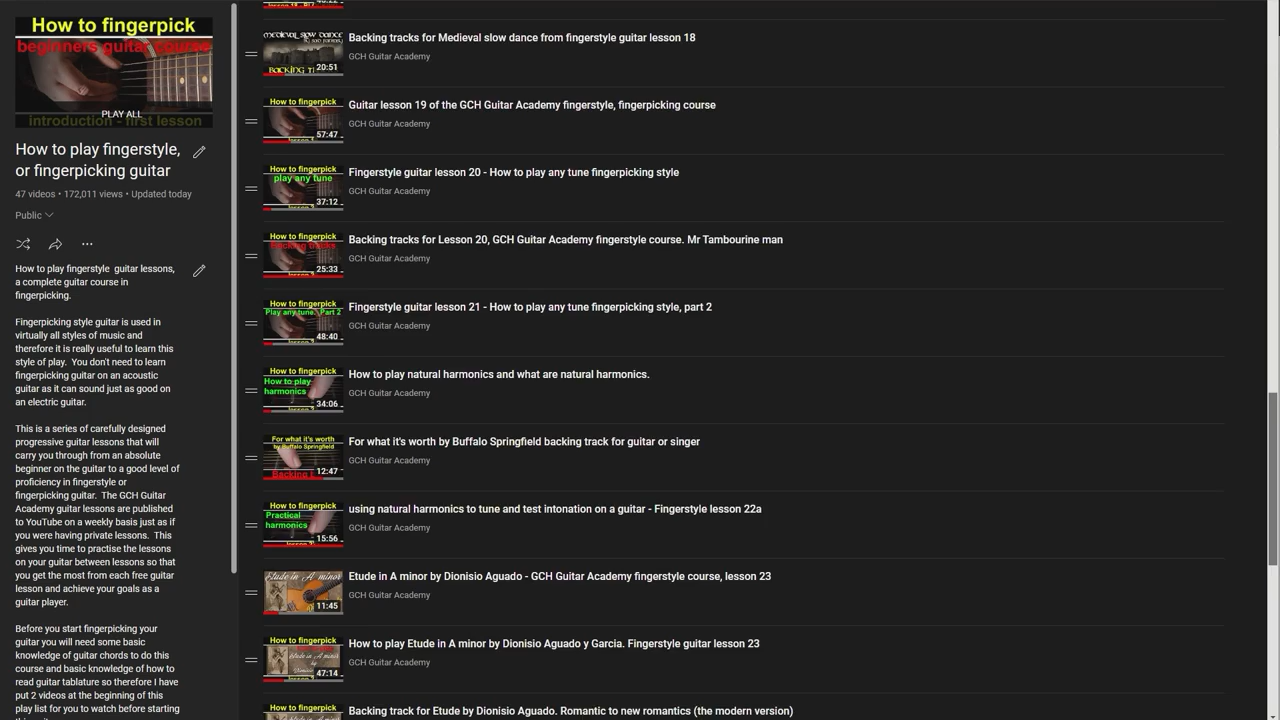 How to fingerpick
beginners guitar course
PLAY ALL
introduction - first lesson
How to play fingerstyle,
or fingerpicking guitar
47 videos • 172,011 views • Updated today
Public
How to play fingerstyle guitar lessons,
a complete guitar course in
fingerpicking.
Fingerpicking style guitar is used in
virtually all styles of music and
therefore it is really useful to learn this
style of play. You don't need to learn
fingerpicking guitar on an acoustic
guitar as it can sound just as good on
an electric guitar.
This is a series of carefully designed
progressive guitar lessons that will
carry you through from an absolute
beginner on the guitar to a good level of
proficiency in fingerstyle or
fingerpicking guitar. The GCH Guitar
Academy guitar lessons are published
to YouTube on a weekly basis just as if
you were having private lessons. This
gives you time to practise the lessons
on your guitar between lessons so that
you get the most from each free guitar
lesson and achieve your goals as a
guitar player.
Before you start fingerpicking your
guitar you will need some basic
knowledge of guitar chords to do this
course and basic knowledge of how to
read guitar tablature so therefore I have
put 2 videos at the beginning of this
play list for you to watch before starting
Medieval slow dance
Backing
20:51
Backing tracks for Medieval slow dance from fingerstyle guitar lesson 18
GCH Guitar Academy
How to fingerpick
57:47
Guitar lesson 19 of the GCH Guitar Academy fingerstyle, fingerpicking course
GCH Guitar Academy
How to fingerpick
play any tune
37:12
Fingerstyle guitar lesson 20 - How to play any tune fingerpicking style
GCH Guitar Academy
How to fingerpick
Backing tracks
25:33
Backing tracks for Lesson 20, GCH Guitar Academy fingerstyle course. Mr Tambourine man
GCH Guitar Academy
How to fingerpick
Play any tune. Part 2
48:40
Fingerstyle guitar lesson 21 - How to play any tune fingerpicking style, part 2
GCH Guitar Academy
How to fingerpick
How to play
harmonics
34:06
How to play natural harmonics and what are natural harmonics.
GCH Guitar Academy
For what it's worth
by Buffalo Springfield
Backing t
12:47
For what it's worth by Buffalo Springfield backing track for guitar or singer
GCH Guitar Academy
How to fingerpick
Practical
harmonics
15:56
using natural harmonics for tune and test intonation on a guitar - Fingerstyle lesson 22a
GCH Guitar Academy
Etude in A minor
11:45
Etude in A minor by Dionisio Aguado - GCH Guitar Academy fingerstyle course, lesson 23
GCH Guitar Academy
How to fingerpick
Etude in A minor
by
47:14
How to play Etude in A minor by Dionisio Aguado y Garcia. Fingerstyle guitar lesson 23
GCH Guitar Academy
Backing track for Etude by Dionisio Aguado. Romantic to new romantics (the modern version)